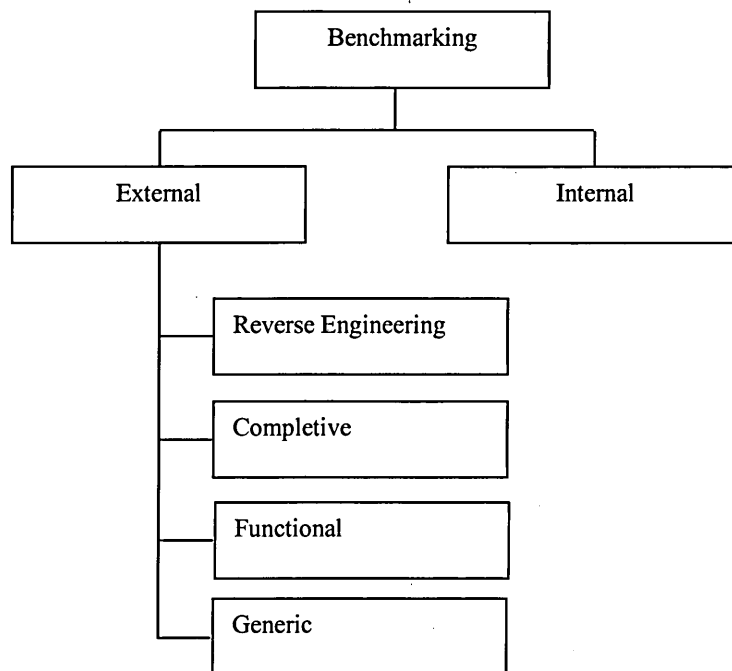 Benchmarking
External
Internal
Reverse Engineering
Completive
Functional
Generic